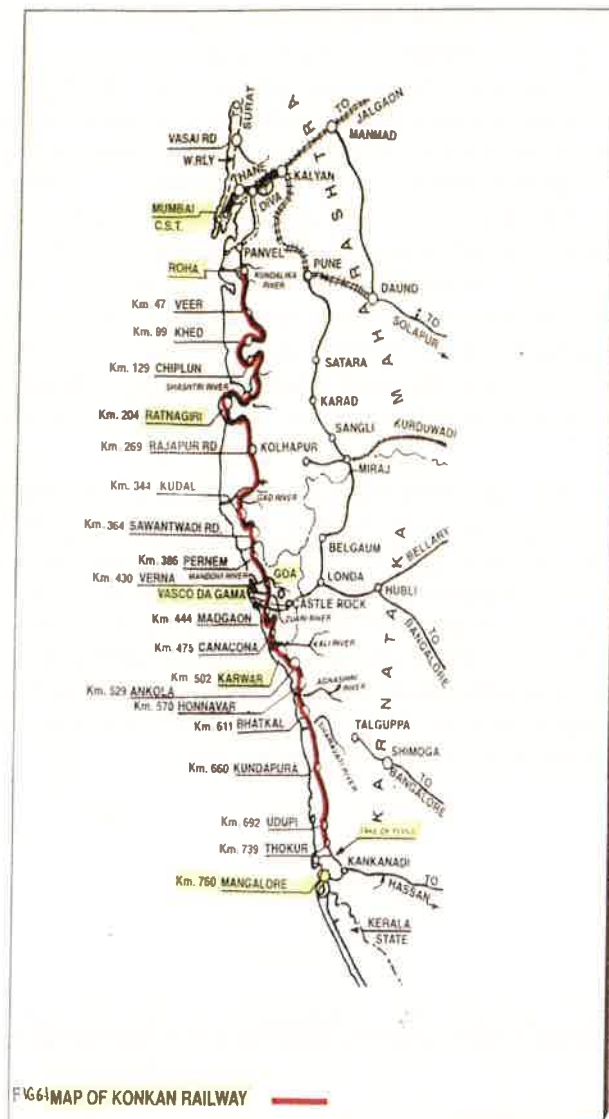 TO SURAT
TO JALGAON
VASAI RD
MANMAD
W.RLY
THANE
KALYAN
DIVA
MUMBAI
C.S.T.
PANVEL
ROHA
KUNDALIKA
RIVER
PUNE
DAUND
TO
SOLAPUR
MAHARASHTRA
Km. 47 VEER
Km. 89 KHED
Km. 129 CHIPLUN
SHASHTRI RIVER
SATARA
KARAD
Km. 204 RATNAGIRI
SANGLI
KURDUWADI
Km. 269 RAJAPUR RD
KOLHAPUR
MIRAJ
Km. 344 KUDAL
GAD RIVER
Km. 364 SAWANTWADI RD.
BELGAUM
BELLARY
Km. 386 PERNEM
GOA
Km. 430 VERNA
MANDOVI RIVER
LONDA
HUBLI
VASCO DA GAMA
CASTLE ROCK
Km. 444 MADGAON
ZUARI RIVER
TO
BANGALORE
Km. 475 CANACONA
KALI RIVER
KARNATAKA
Km. 502 KARWAR
Km. 529 ANKOLA
AGHASHINI
RIVER
Km. 570 HONNAVAR
Km. 611 BHATKAL
SHARAVATI RIVER
TALGUPPA
SHIMOGA
TO
BANGALORE
Km. 660 KUNDAPURA
Km. 692 UDUPI
Km. 739 THOKUR
KANKANADI
TO
HASSAN
Km. 760 MANGALORE
KERALA
STATE
MAP OF KONKAN RAILWAY